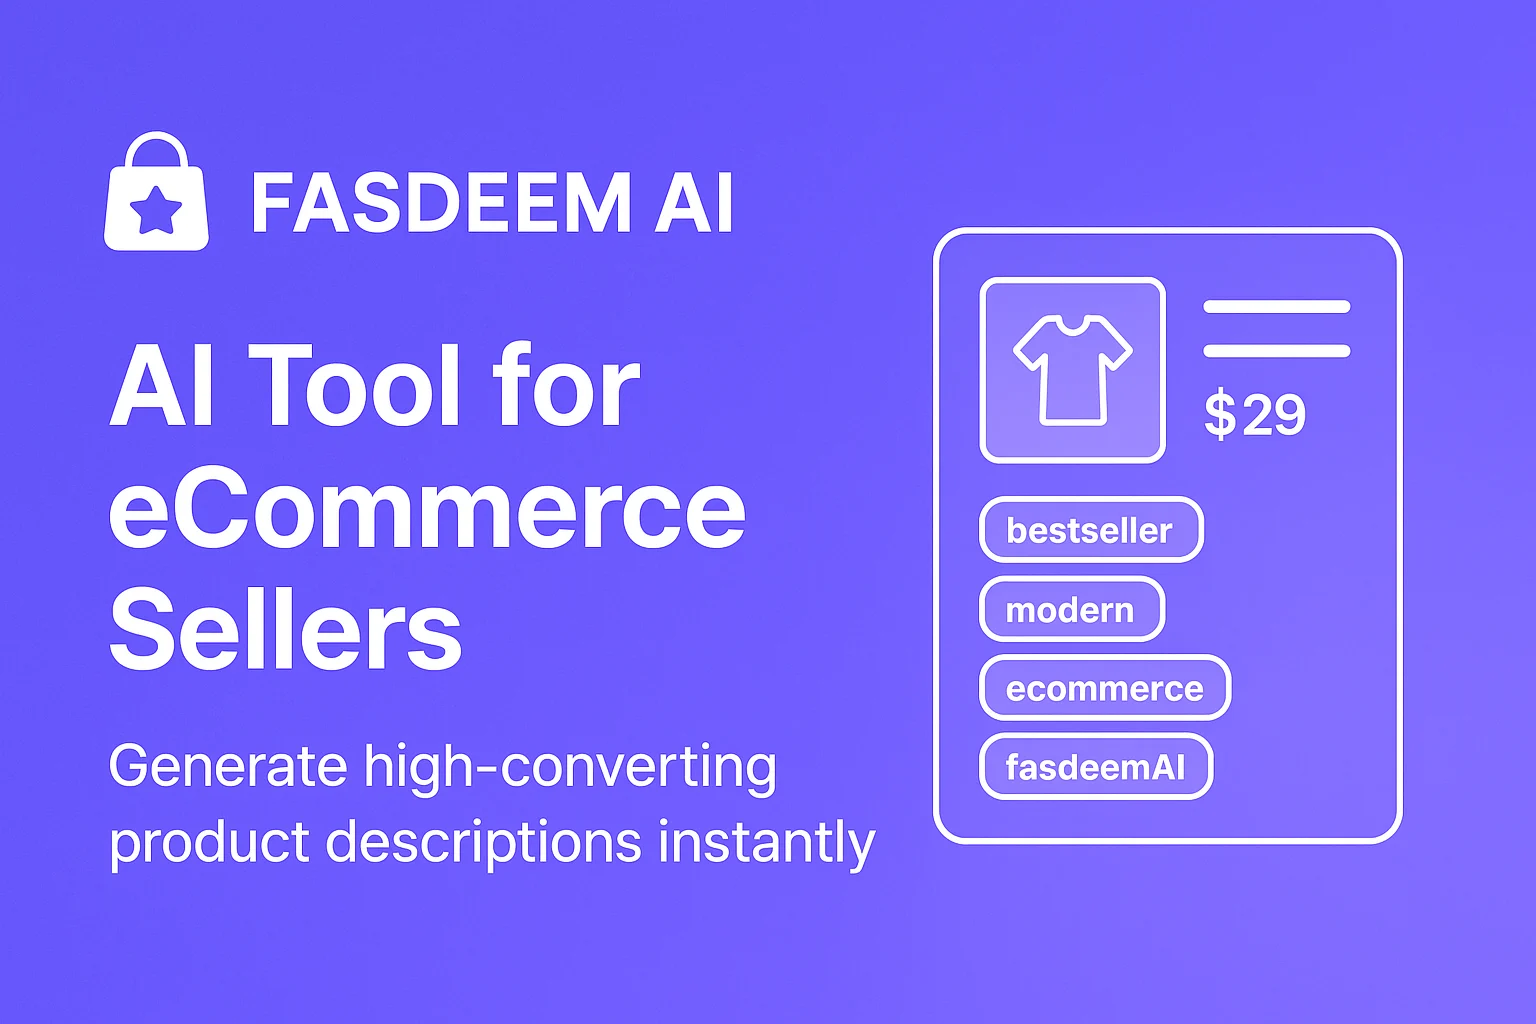 FASDEEM AI
AI Tool for
eCommerce
Sellers
Generate high-converting
product descriptions instantly
$29
bestseller
modern
ecommerce
fasdeemAI